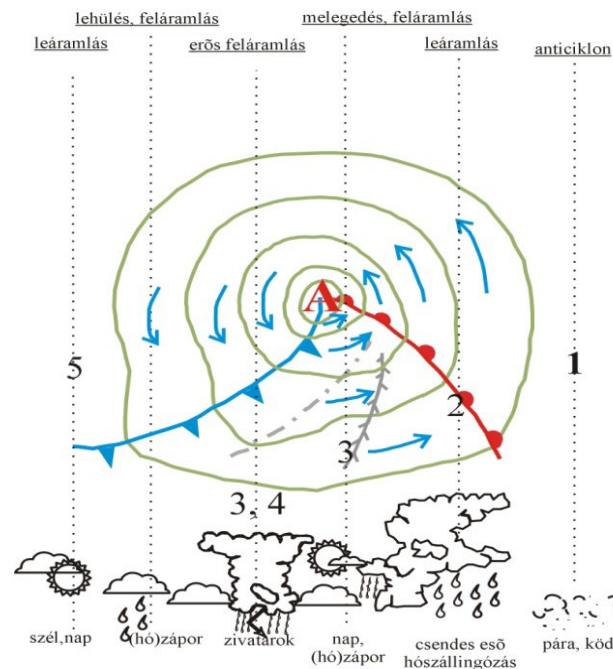 lehülés, feláramlás
melegedés, feláramlás
leáramlás
erõs feláramlás
leáramlás
anticiklon
A
5
1
2
3
3, 4
szél,nap
(hó)zápor
zivatarok
nap,
(hó)zápor
csendes esõ
hószállingózás
pára, köd